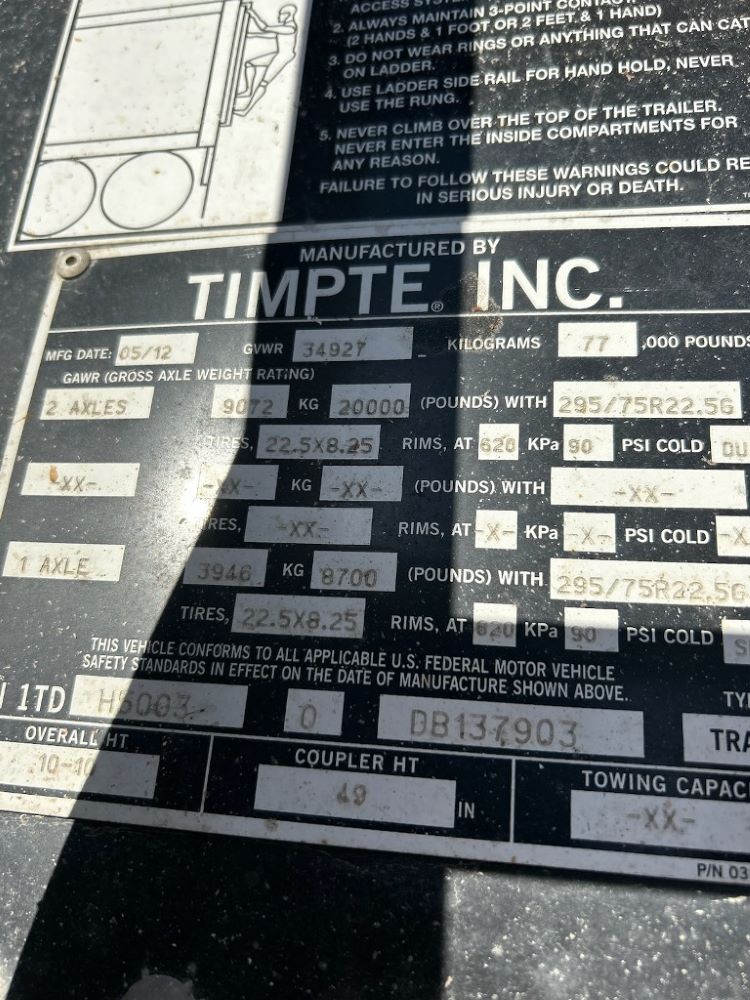 ACCESS SYSTEM
2. ALWAYS MAINTAIN 3-POINT CONTACT.
(2 HANDS & 1 FOOT, OR 2 FEET & 1 HAND)
3. DO NOT WEAR RINGS OR ANYTHING THAT CAN CAT
ON LADDER.
4. USE LADDER SIDE RAIL FOR HAND HOLD, NEVER
USE THE RUNG.
5. NEVER CLIMB OVER THE TOP OF THE TRAILER.
NEVER ENTER THE INSIDE COMPARTMENTS FOR
ANY REASON.
FAILURE TO FOLLOW THESE WARNINGS COULD RE
IN SERIOUS INJURY OR DEATH.
MANUFACTURED BY
TIMPTE® INC.
MFG DATE: 05/12 GVWR 34927 KILOGRAMS 77 ,000 POUNDS
GAWR (GROSS AXLE WEIGHT RATING)
2 AXLES 9072 KG 20000 (POUNDS) WITH 295/75R22.5G
TIRES, 22.5X8.25 RIMS, AT 620 KPa 90 PSI COLD DU
-XX- -XX- KG -XX- (POUNDS) WITH -XX-
TIRES, -XX- RIMS, AT -X- KPa -X- PSI COLD -X
1 AXLE 3946 KG 8700 (POUNDS) WITH 295/75R22.5G
TIRES, 22.5X8.25 RIMS, AT 620 KPa 90 PSI COLD S
THIS VEHICLE CONFORMS TO ALL APPLICABLE U.S. FEDERAL MOTOR VEHICLE
SAFETY STANDARDS IN EFFECT ON THE DATE OF MANUFACTURE SHOWN ABOVE.
1TD H5003 0 DB137903 TY
TRA
OVERALL HT COUPLER HT TOWING CAPAC
10-10 49 IN -XX-
P/N 03